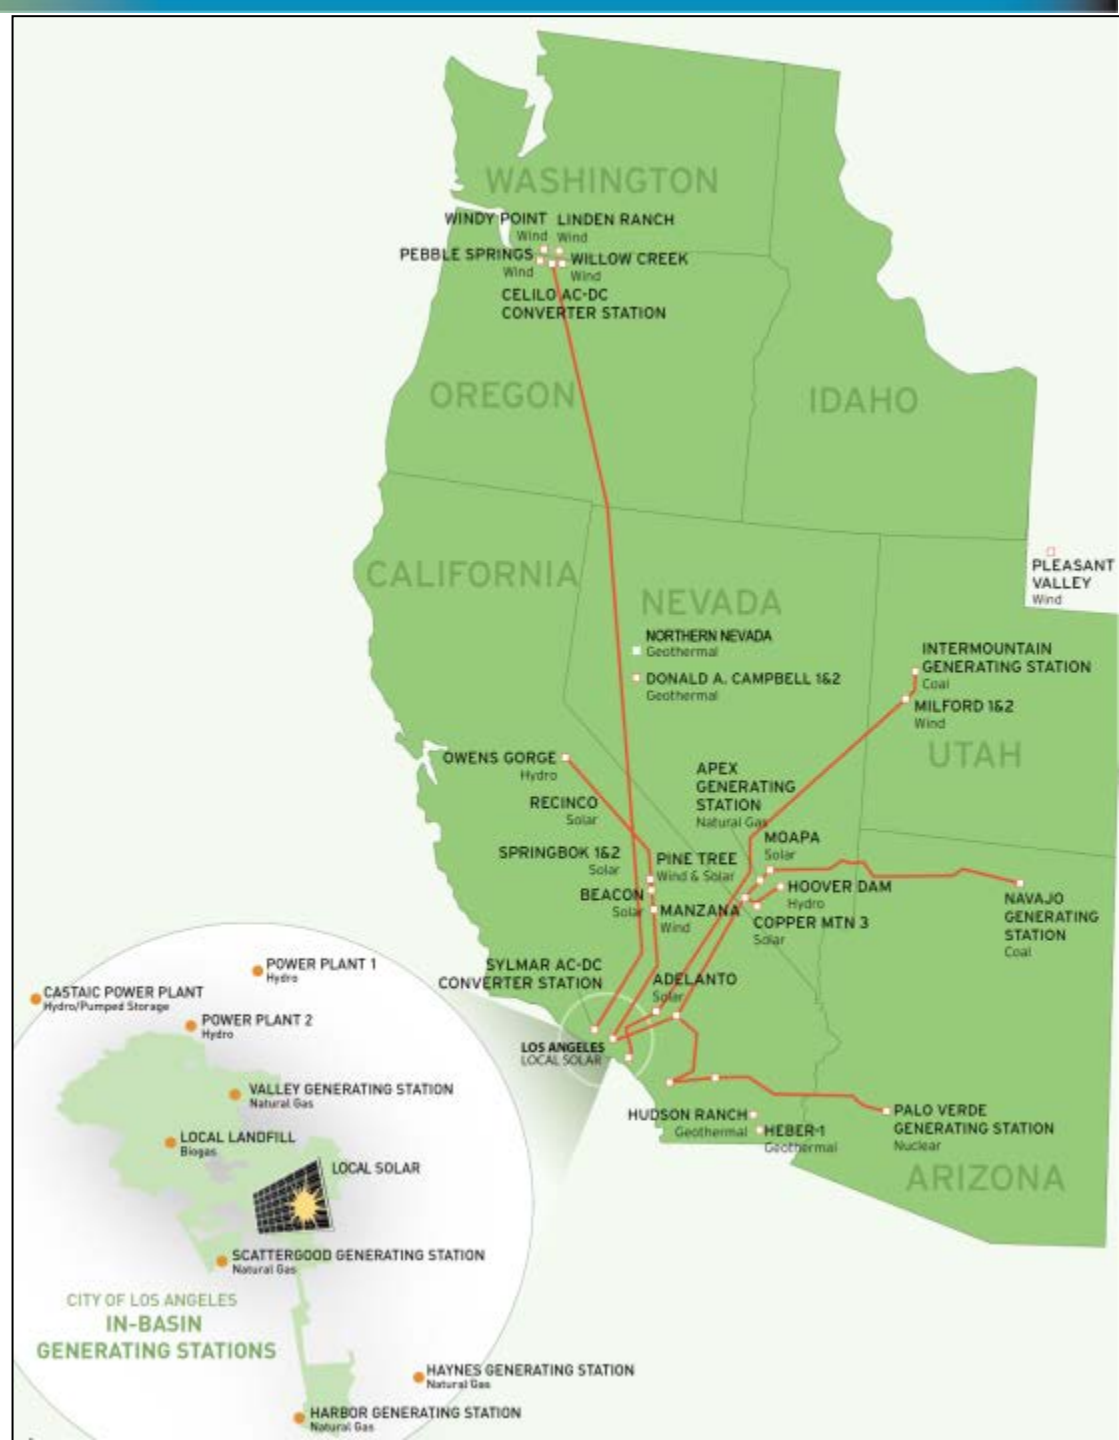 WASHINGTON
WINDY POINT
Wind
LINDEN RANCH
Wind
PEBBLE SPRINGS
Wind
WILLOW CREEK
Wind
CELILO AC-DC
CONVERTER STATION
OREGON
IDAHO
CALIFORNIA
NEVADA
PLEASANT
VALLEY
Wind
NORTHERN NEVADA
Geothermal
DONALD A. CAMPBELL 1&2
Geothermal
INTERMOUNTAIN
GENERATING STATION
Coal
MILFORD 1&2
Wind
UTAH
OWENS GORGE
Hydro
APEX
GENERATING
STATION
Natural Gas
RECINCO
Solar
MOAPA
Solar
SPRINGBOK 1&2
Solar
PINE TREE
Wind & Solar
BEACON
Solar
HOOVER DAM
Hydro
MANZANA
Wind
COPPER MTN 3
Solar
NAVAJO
GENERATING
STATION
Coal
SYLMAR AC-DC
CONVERTER STATION
ADELANTO
Solar
LOS ANGELES
LOCAL SOLAR
HUDSON RANCH
Geothermal
HEBER-1
Geothermal
PALO VERDE
GENERATING STATION
Nuclear
ARIZONA
POWER PLANT 1
Hydro
CASTAIC POWER PLANT
Hydro/Pumped Storage
POWER PLANT 2
Hydro
VALLEY GENERATING STATION
Natural Gas
LOCAL LANDFILL
Biogas
LOCAL SOLAR
SCATTERGOOD GENERATING STATION
Natural Gas
CITY OF LOS ANGELES
IN-BASIN
GENERATING STATIONS
HAYNES GENERATING STATION
Natural Gas
HARBOR GENERATING STATION
Natural Gas